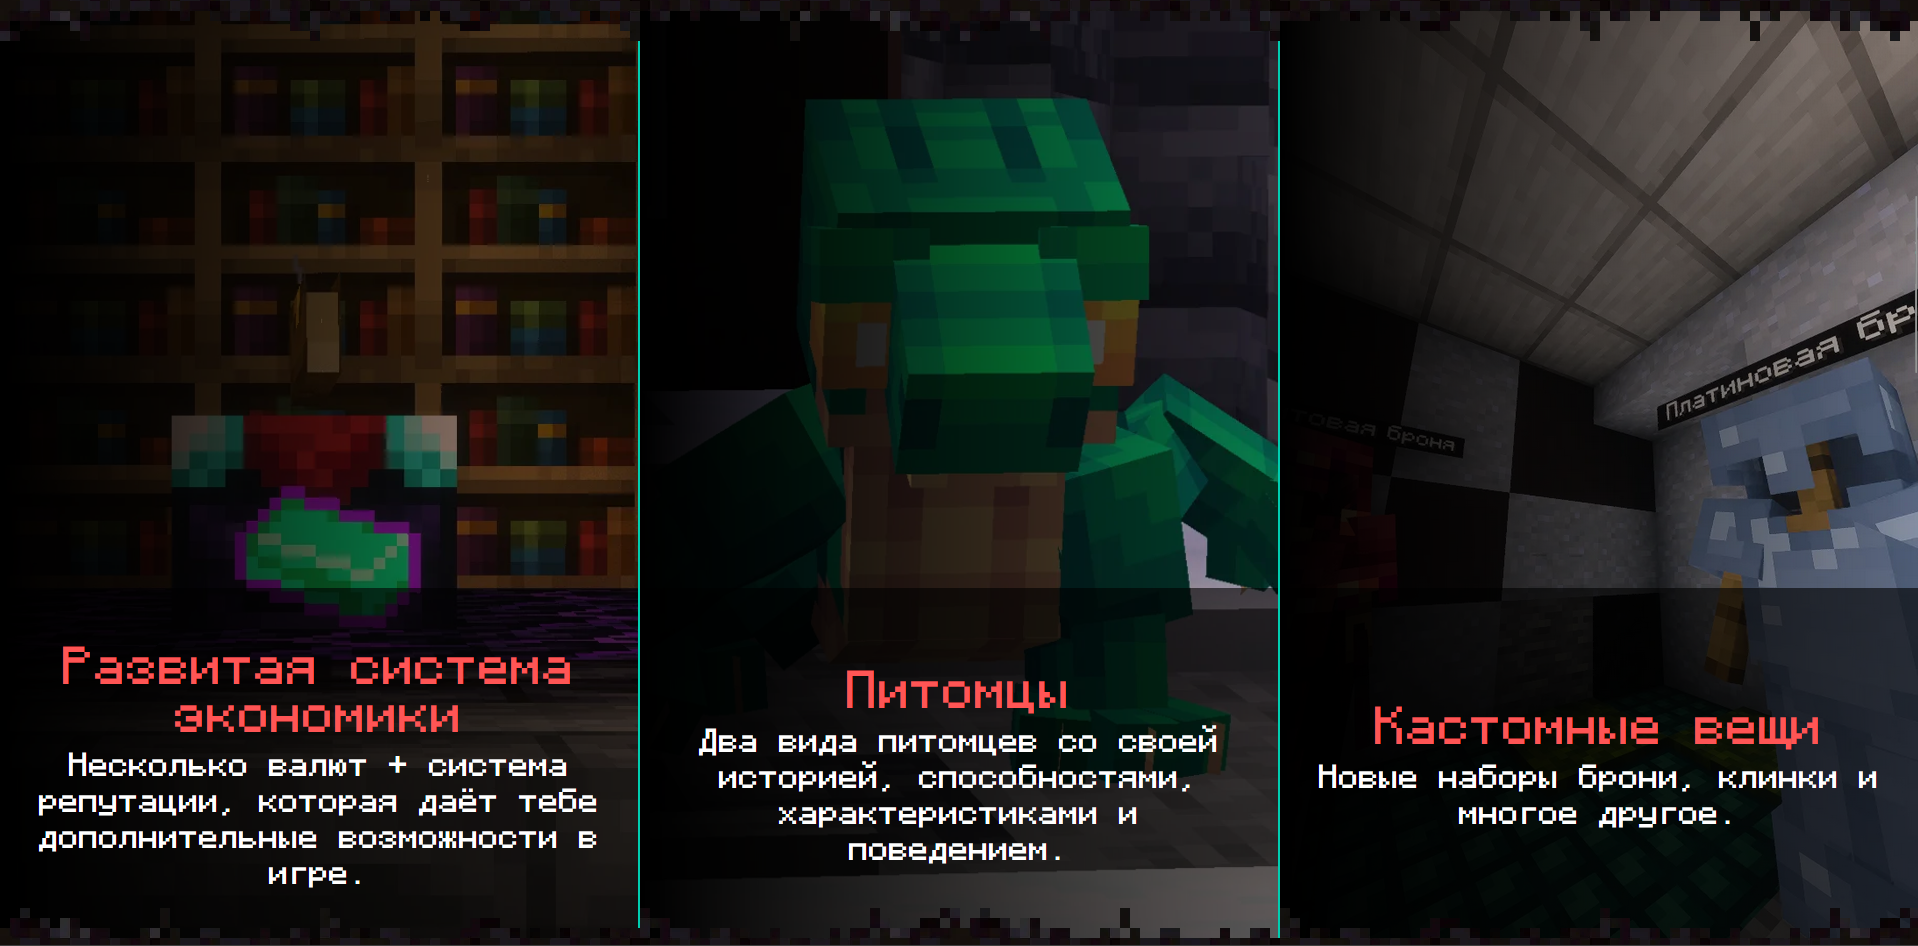 Развитая система
экономики
Несколько валют + система
репутации, которая даёт тебе
дополнительные возможности в
игре.
Питомцы
Два вида питомцев со своей
историей, способностями,
характеристиками и
поведением.
Платиновая бр
товая броня
Кастомные вещи
Новые наборы брони, клинки и
многое другое.